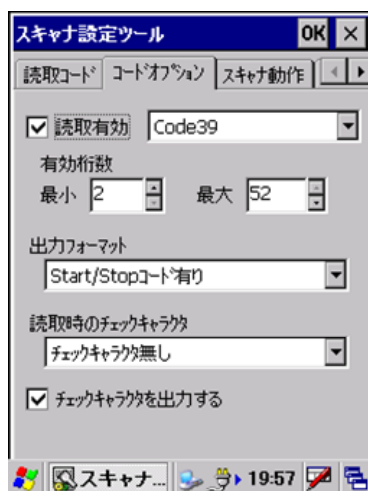 スキャナ設定ツール OK ×
読取コード コードオプション スキャナ動作
読取有効 Code39
有効桁数
最小 2 最大 52
出力フォーマット
Start/Stopコード有り
読取時のチェックキャラクタ
チェックキャラクタ無し
チェックキャラクタを出力する
スキャナ... 19:57